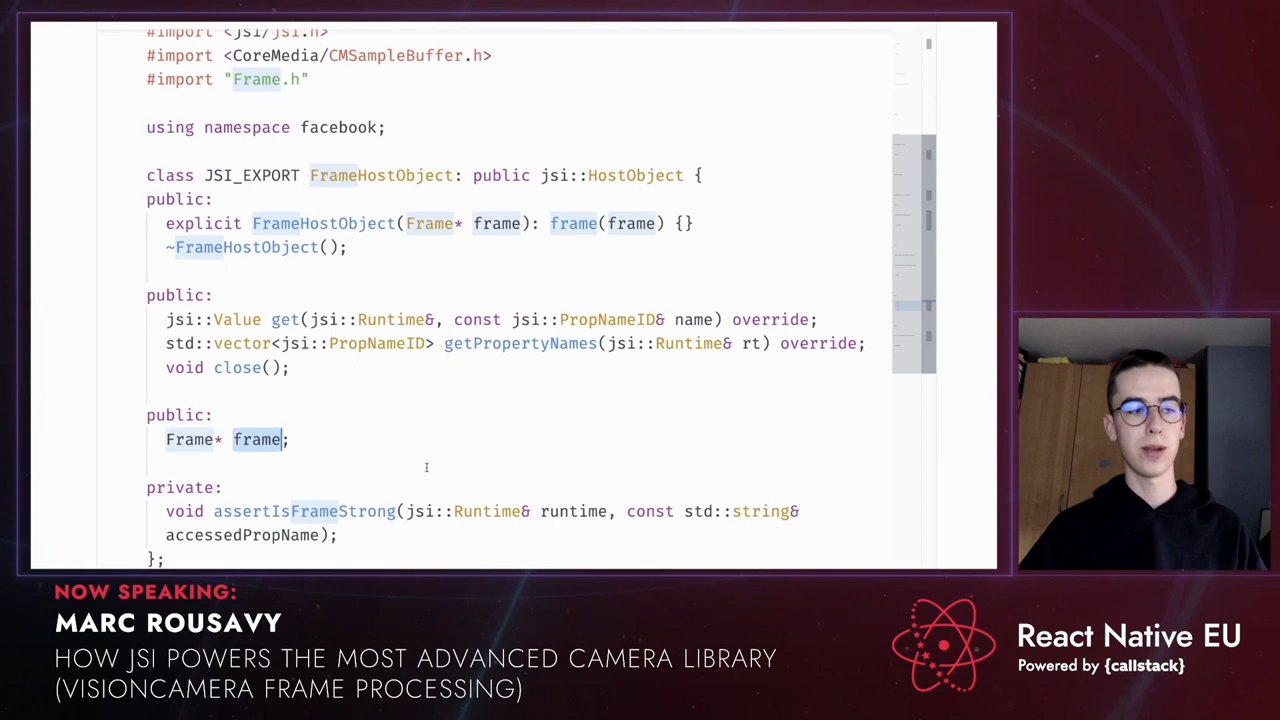 #import <jsi/jsi.h>
#import <CoreMedia/CMSampleBuffer.h>
#import "Frame.h"
using namespace facebook;
class JSI_EXPORT FrameHostObject: public jsi::HostObject {
public:
explicit FrameHostObject(Frame* frame): frame(frame) {}
~FrameHostObject();
public:
jsi::Value get(jsi::Runtime&, const jsi::PropNameID& name) override;
std::vector<jsi::PropNameID> getPropertyNames(jsi::Runtime& rt) override;
void close();
public:
Frame* frame;
private:
void assertIsFrameStrong(jsi::Runtime& runtime, const std::string&
accessedPropName);
};
NOW SPEAKING:
MARC ROUSAVY
HOW JSI POWERS THE MOST ADVANCED CAMERA LIBRARY
(VISIONCAMERA FRAME PROCESSING)
React Native EU
Powered by {callstack}